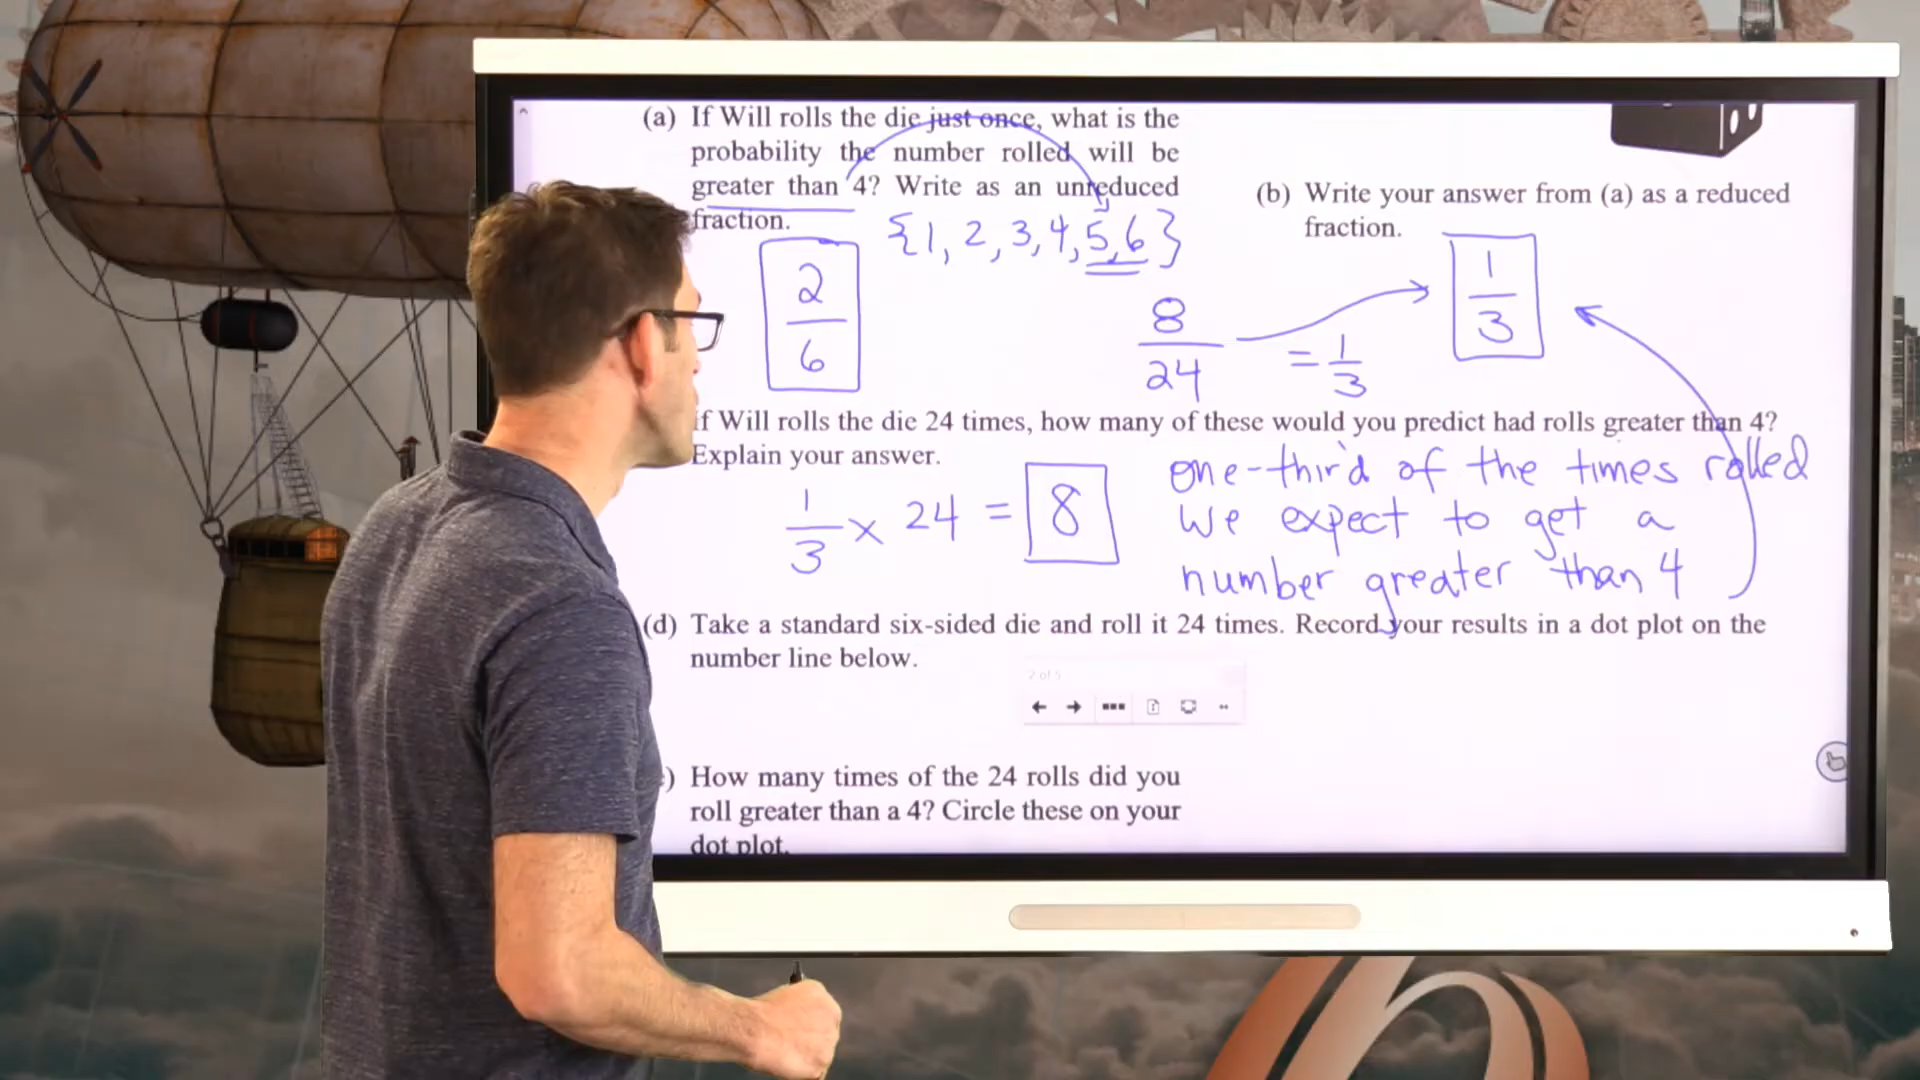 (a) If Will rolls the die just once, what is the
probability the number rolled will be
greater than 4? Write as an unreduced
fraction.
{1, 2, 3, 4, 5, 6}
2
6
(b) Write your answer from (a) as a reduced
fraction.
1
3
8
24
= 1
3
If Will rolls the die 24 times, how many of these would you predict had rolls greater than 4?
Explain your answer.
1
3 × 24 = 8
one-third of the times rolled
we expect to get a
number greater than 4
(d) Take a standard six-sided die and roll it 24 times. Record your results in a dot plot on the
number line below.
2 of 5
) How many times of the 24 rolls did you
roll greater than a 4? Circle these on your
dot plot.